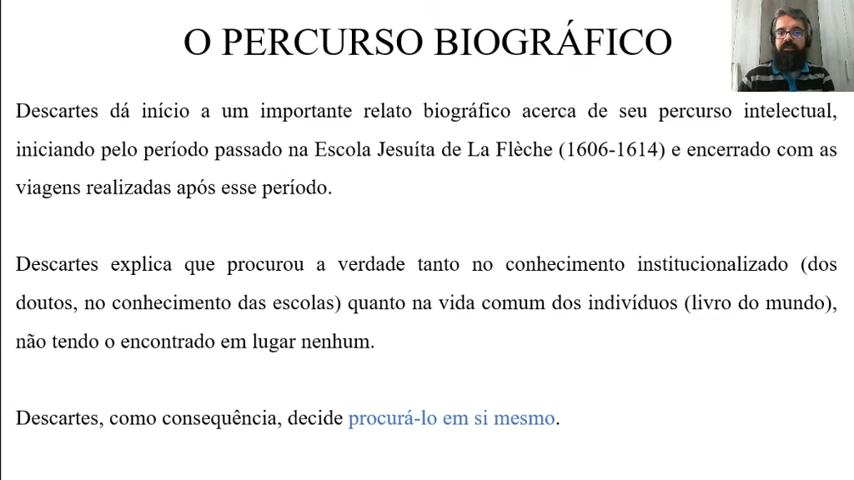 O PERCURSO BIOGRÁFICO
Descartes dá início a um importante relato biográfico acerca de seu percurso intelectual,
iniciando pelo período passado na Escola Jesuíta de La Flèche (1606-1614) e encerrado com as
viagens realizadas após esse período.
Descartes explica que procurou a verdade tanto no conhecimento institucionalizado (dos
doutos, no conhecimento das escolas) quanto na vida comum dos indivíduos (livro do mundo),
não tendo o encontrado em lugar nenhum.
Descartes, como consequência, decide procurá-lo em si mesmo.